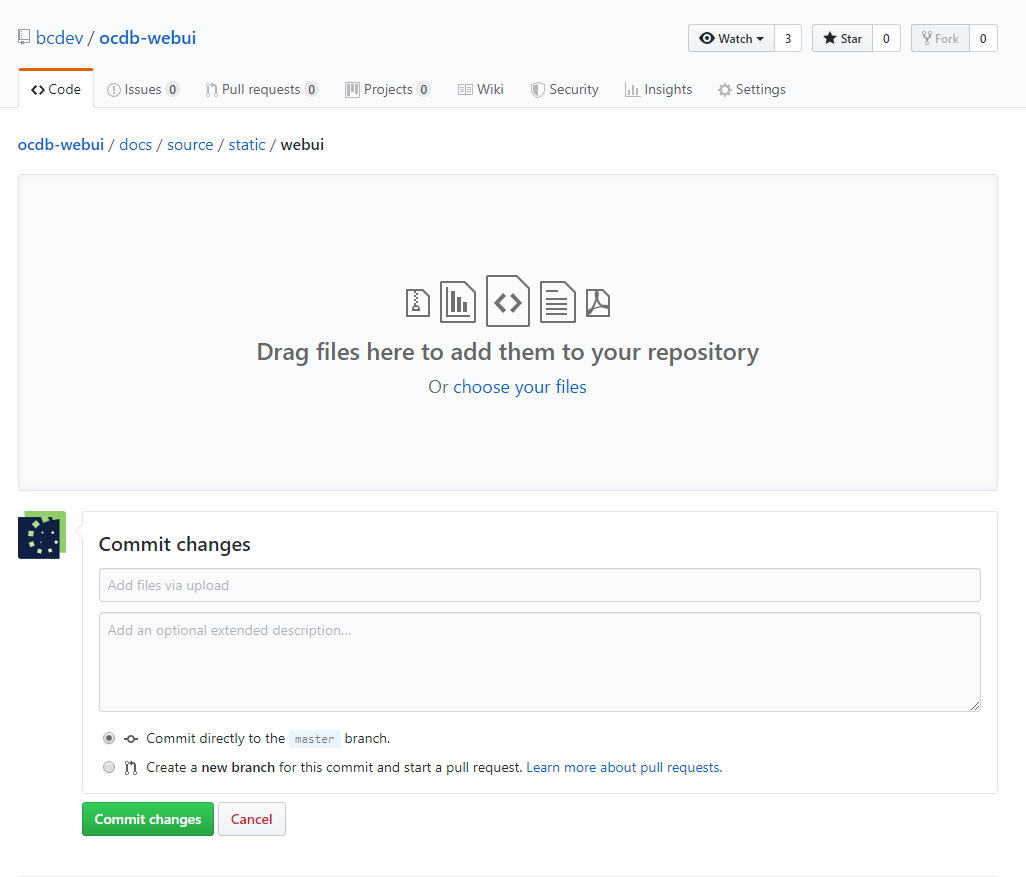 bcdev / ocdb-webui
Watch 3 Star 0 Fork 0
Code Issues 0 Pull requests 0 Projects 0 Wiki Security Insights Settings
ocdb-webui / docs / source / static / webui
Drag files here to add them to your repository
Or choose your files
Commit changes
Add files via upload
Add an optional extended description...
Commit directly to the master branch.
Create a new branch for this commit and start a pull request. Learn more about pull requests.
Commit changes Cancel